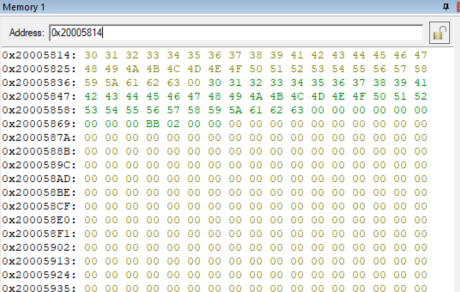 Memory 1
Address: 0x20005814
0x20005814: 30 31 32 33 34 35 36 37 38 39 41 42 43 44 45 46 47
0x20005825: 48 49 4A 4B 4C 4D 4E 4F 50 51 52 53 54 55 56 57 58
0x20005836: 59 5A 61 62 63 00 30 31 32 33 34 35 36 37 38 39 41
0x20005847: 42 43 44 45 46 47 48 49 4A 4B 4C 4D 4E 4F 50 51 52
0x20005858: 53 54 55 56 57 58 59 5A 61 62 63 00 00 00 00 00 00
0x20005869: 00 00 00 BB 02 00 00 00 00 00 00 00 00 00 00 00 00
0x2000587A: 00 00 00 00 00 00 00 00 00 00 00 00 00 00 00 00 00
0x2000588B: 00 00 00 00 00 00 00 00 00 00 00 00 00 00 00 00 00
0x2000589C: 00 00 00 00 00 00 00 00 00 00 00 00 00 00 00 00 00
0x200058AD: 00 00 00 00 00 00 00 00 00 00 00 00 00 00 00 00 00
0x200058BE: 00 00 00 00 00 00 00 00 00 00 00 00 00 00 00 00 00
0x200058CF: 00 00 00 00 00 00 00 00 00 00 00 00 00 00 00 00 00
0x200058E0: 00 00 00 00 00 00 00 00 00 00 00 00 00 00 00 00 00
0x200058F1: 00 00 00 00 00 00 00 00 00 00 00 00 00 00 00 00 00
0x20005902: 00 00 00 00 00 00 00 00 00 00 00 00 00 00 00 00 00
0x20005913: 00 00 00 00 00 00 00 00 00 00 00 00 00 00 00 00 00
0x20005924: 00 00 00 00 00 00 00 00 00 00 00 00 00 00 00 00 00
0x20005935: 00 00 00 00 00 00 00 00 00 00 00 00 00 00 00 00 00